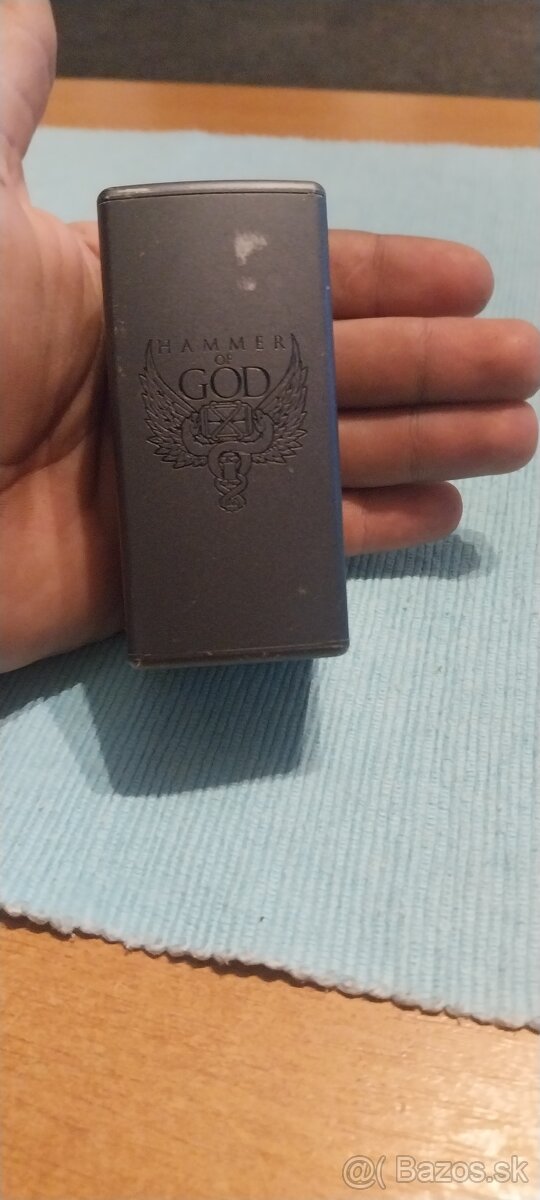 HAMMER
OF
GOD
@( Bazos.sk